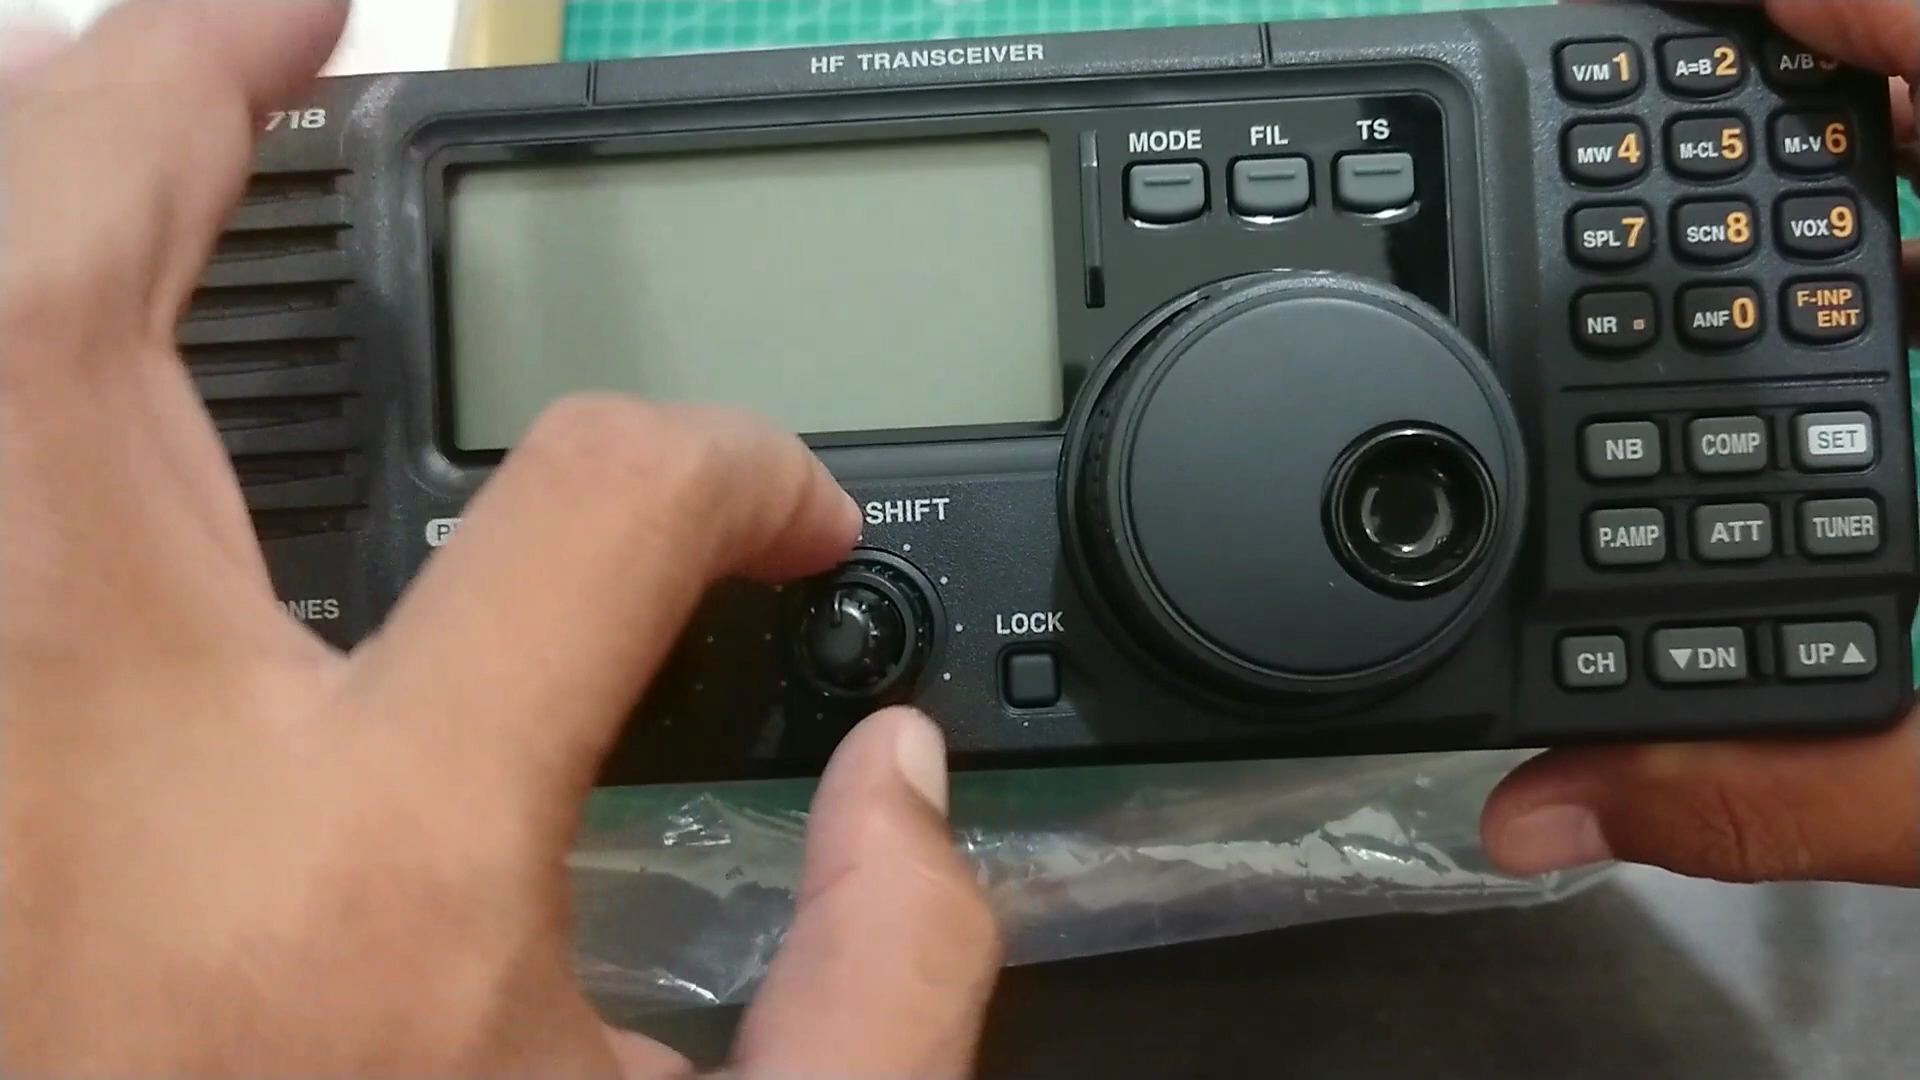 HF TRANSCEIVER
718
MODE FIL TS
V/M 1 A=B 2 A/B 3
MW 4 M-CL 5 M▸V 6
SPL 7 SCN 8 VOX 9
NR ▪ ANF 0 F-INP ENT
NB COMP SET
SHIFT
P.AMP ATT TUNER
LOCK
CH ▼DN UP▲